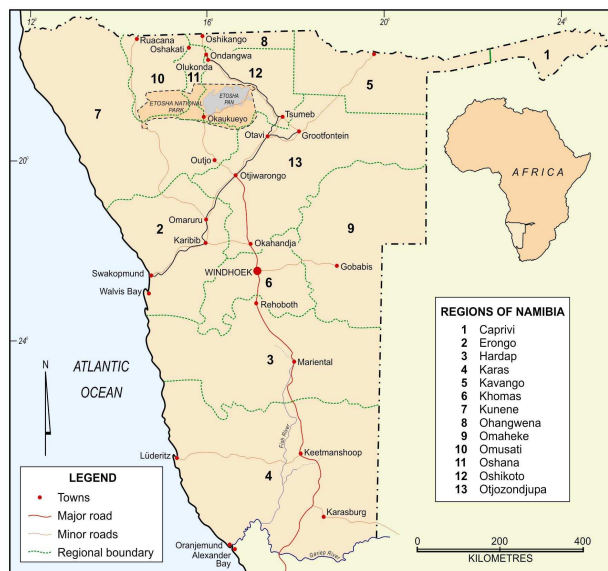 12°
16°
20°
24°
Ruacana
Oshakati
Oshikango
Ondangwa
Olukonda
8
1
10
11
12
5
7
ETOSHA NATIONAL
PARK
ETOSHA
PAN
Okaukueyo
Tsumeb
Otavi
Grootfontein
20°
13
Outjo
Otjiwarongo
AFRICA
2
Omaruru
9
Karibib
Okahandja
Swakopmund
WINDHOEK
Gobabis
Walvis Bay
6
Rehoboth
24°
3
Mariental
ATLANTIC
OCEAN
N
Fish River
Lüderitz
Keetmanshoop
4
Karasburg
Oranjemund
Alexander
Bay
Gariep River
REGIONS OF NAMIBIA
1 Caprivi
2 Erongo
3 Hardap
4 Karas
5 Kavango
6 Khomas
7 Kunene
8 Ohangwena
9 Omaheke
10 Omusati
11 Oshana
12 Oshikoto
13 Otjozondjupa
LEGEND
Towns
Major road
Minor roads
Regional boundary
0 200 400
KILOMETRES